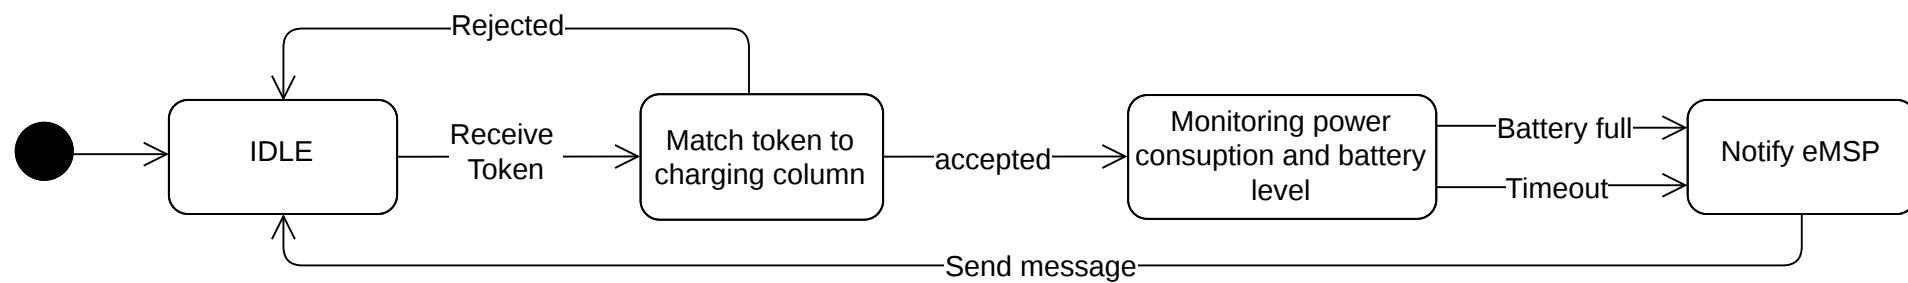 Rejected
IDLE
Receive
Token
Match token to
charging column
accepted
Monitoring power
consuption and battery
level
Battery full
Timeout
Notify eMSP
Send message